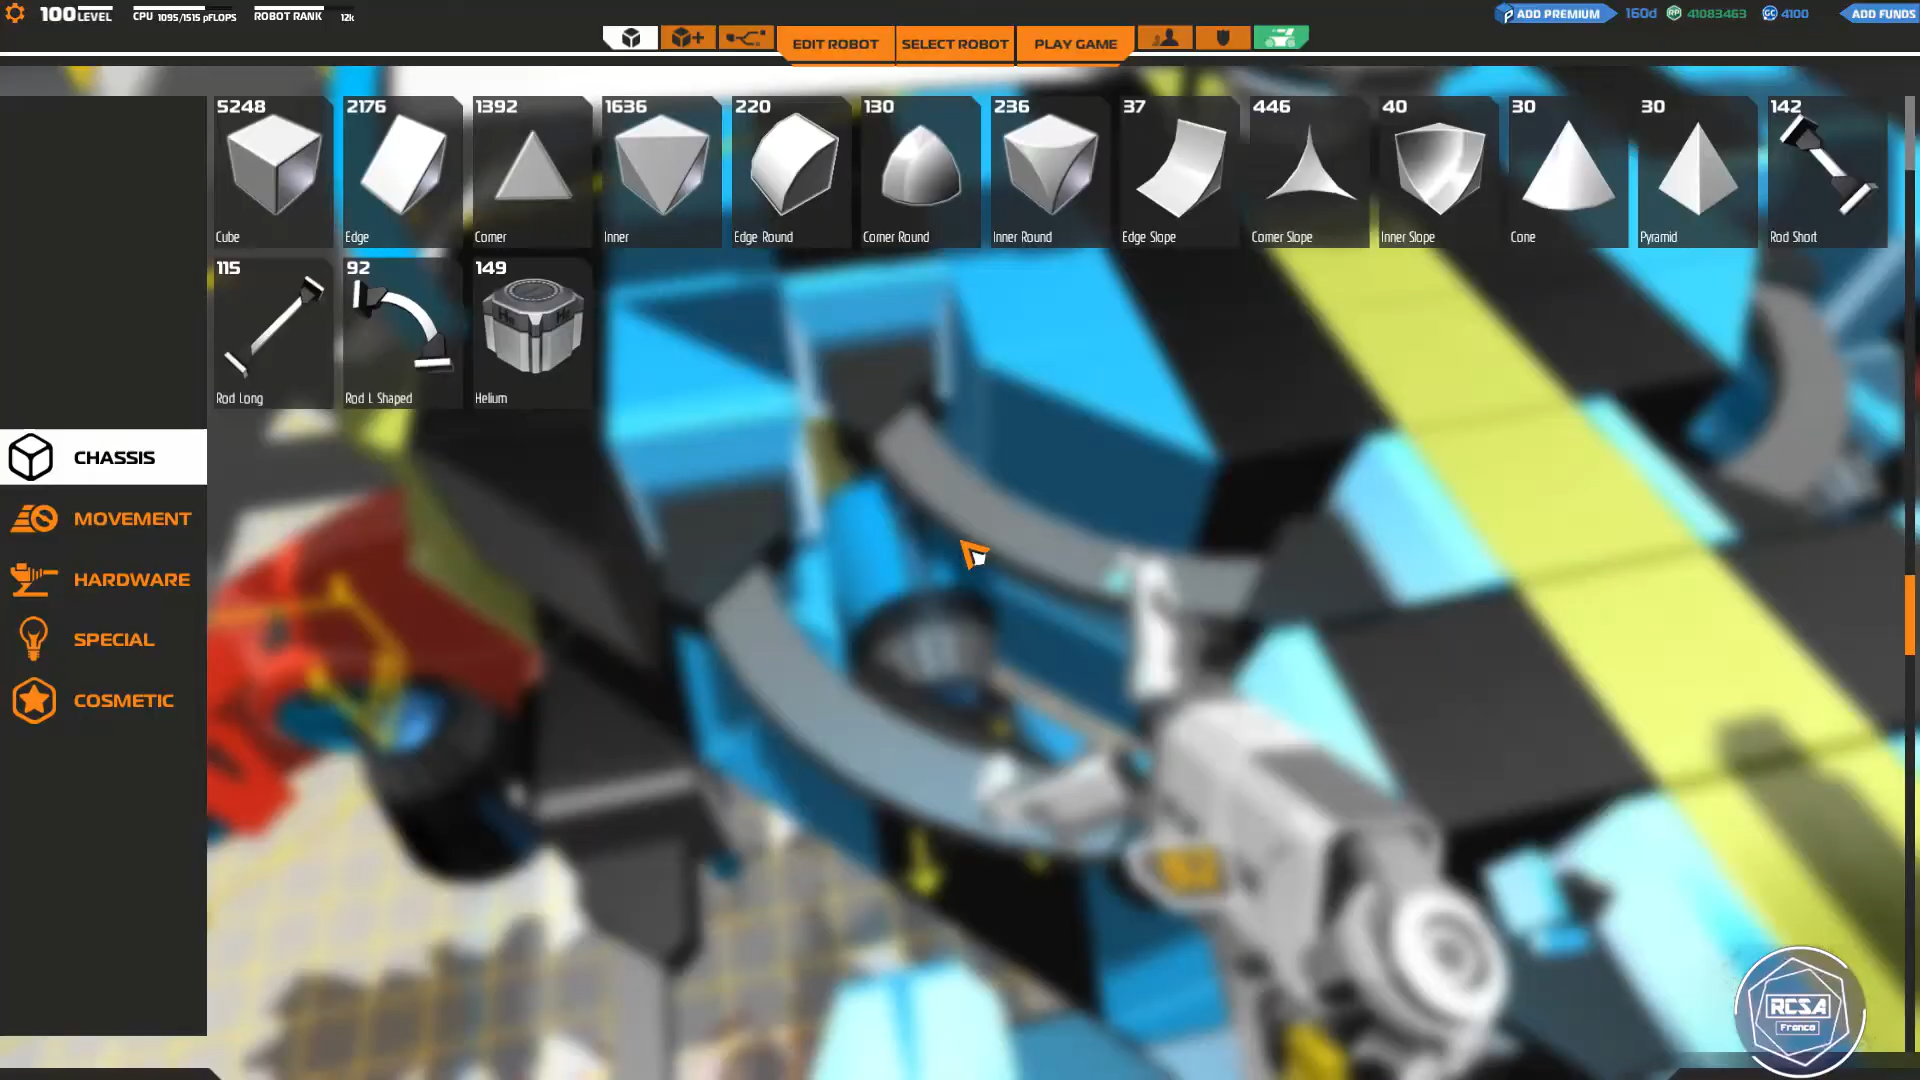 100 LEVEL
CPU 1095/1515 pFLOPS
ROBOT RANK 12k
EDIT ROBOT
SELECT ROBOT
PLAY GAME
ADD PREMIUM
160d
RP 41083463
GC 4100
ADD FUNDS
5248 2176 1392 1636 220 130 236 37 446 40 30 30 142
Cube Edge Corner Inner Edge Round Corner Round Inner Round Edge Slope Corner Slope Inner Slope Cone Pyramid Rod Short
115 92 149
Rod Long Rod L Shaped Helium
CHASSIS
MOVEMENT
HARDWARE
SPECIAL
COSMETIC
RCSA
Franco